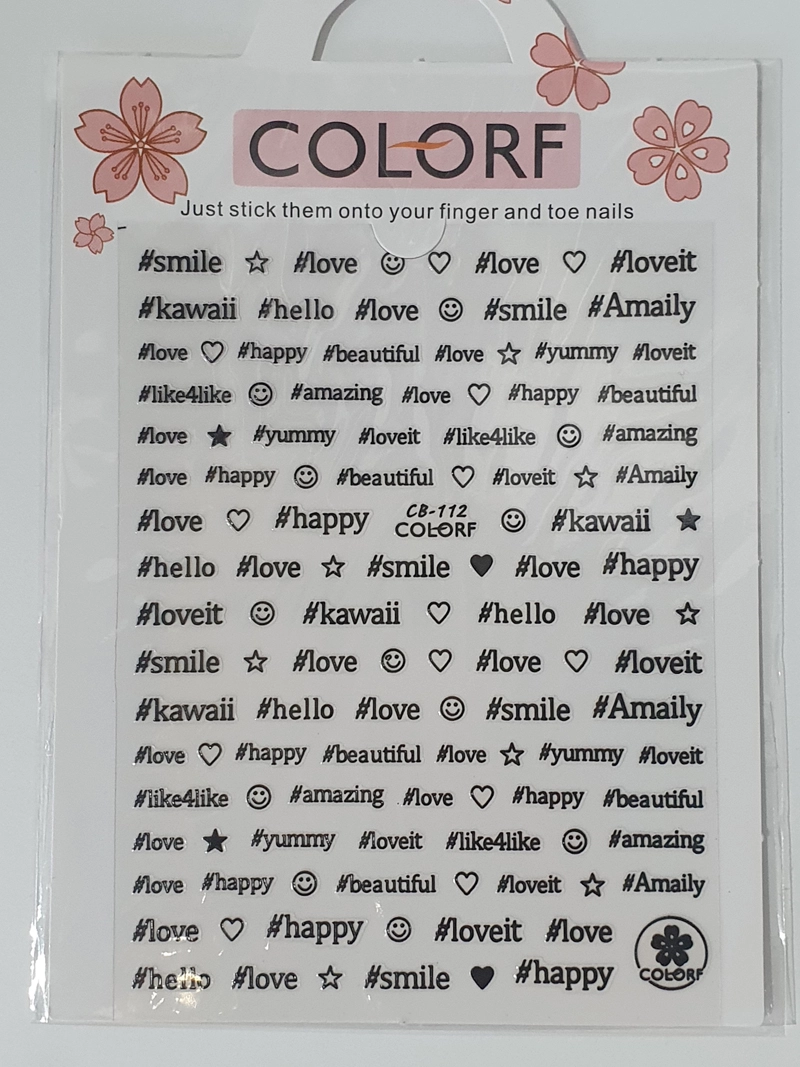 COLORF
Just stick them onto your finger and toe nails
#smile ☆ #love ☺ ♡ #love ♡ #loveit
#kawaii #hello #love ☺ #smile #Amaily
#love ♡ #happy #beautiful #love ☆ #yummy #loveit
#like4like ☺ #amazing #love ♡ #happy #beautiful
#love ★ #yummy #loveit #like4like ☺ #amazing
#love #happy ☺ #beautiful ♡ #loveit ☆ #Amaily
#love ♡ #happy CB-112 COLORF ☺ #kawaii ★
#hello #love ☆ #smile ♥ #love #happy
#loveit ☺ #kawaii ♡ #hello #love ☆
#smile ☆ #love ☺ ♡ #love ♡ #loveit
#kawaii #hello #love ☺ #smile #Amaily
#love ♡ #happy #beautiful #love ☆ #yummy #loveit
#like4like ☺ #amazing #love ♡ #happy #beautiful
#love ★ #yummy #loveit #like4like ☺ #amazing
#love #happy ☺ #beautiful ♡ #loveit ☆ #Amaily
#love ♡ #happy ☺ #loveit #love
#hello #love ☆ #smile ♥ #happy
COLORF